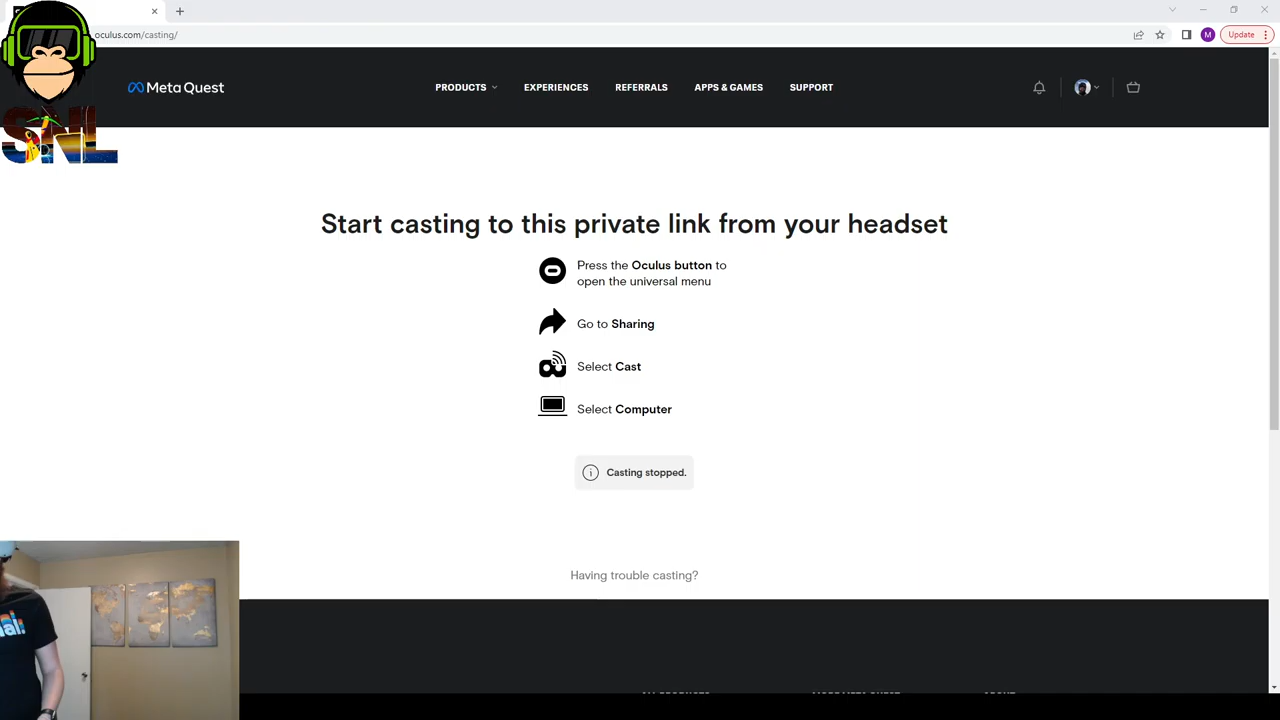 oculus.com/casting/
Update
Meta Quest
PRODUCTS
EXPERIENCES
REFERRALS
APPS & GAMES
SUPPORT
M
SNL
Start casting to this private link from your headset
Press the Oculus button to
open the universal menu
Go to Sharing
Select Cast
Select Computer
Casting stopped.
Having trouble casting?